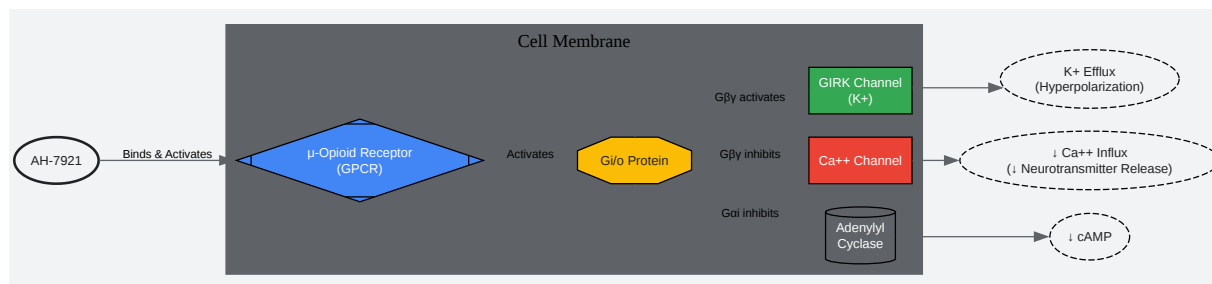 Cell Membrane
AH-7921
Binds & Activates
μ-Opioid Receptor
(GPCR)
Activates
Gi/o Protein
Gβγ activates
GIRK Channel
(K+)
K+ Efflux
(Hyperpolarization)
Gβγ inhibits
Ca++ Channel
↓ Ca++ Influx
(↓ Neurotransmitter Release)
Gαi inhibits
Adenylyl
Cyclase
↓ cAMP